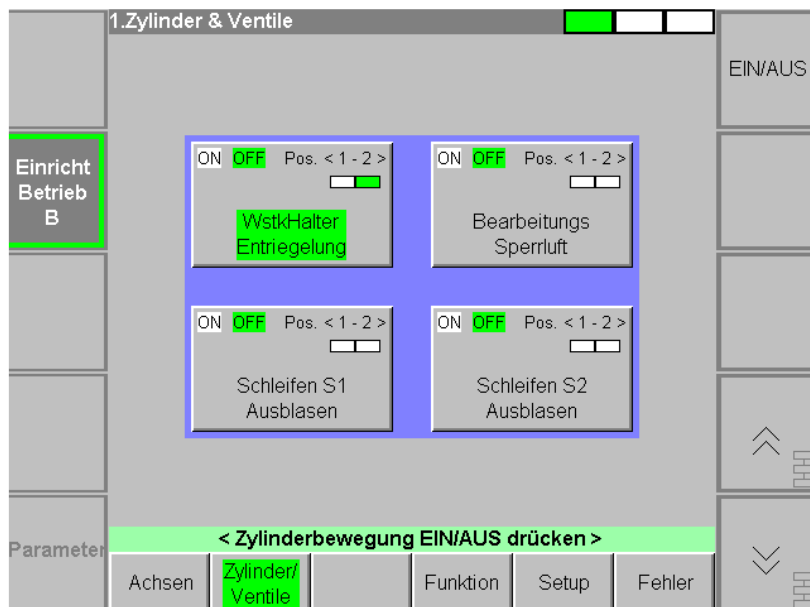 1.Zylinder & Ventile
EIN/AUS
Einricht
Betrieb
B
ON OFF Pos. < 1 - 2 >
WstkHalter
Entriegelung
ON OFF Pos. < 1 - 2 >
Bearbeitungs
Sperrluft
ON OFF Pos. < 1 - 2 >
Schleifen S1
Ausblasen
ON OFF Pos. < 1 - 2 >
Schleifen S2
Ausblasen
Parameter
< Zylinderbewegung EIN/AUS drücken >
Achsen
Zylinder/
Ventile
Funktion
Setup
Fehler